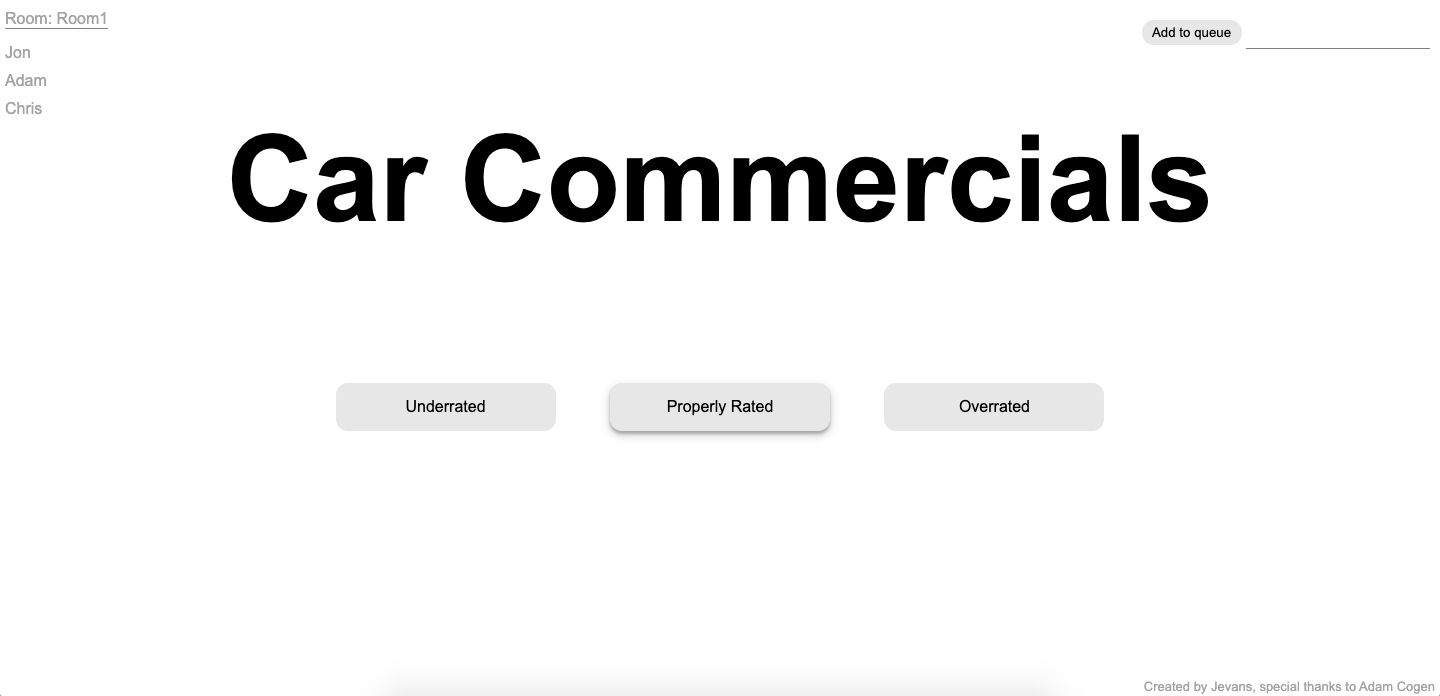 Room: Room1
Jon
Adam
Chris
Add to queue
Car Commercials
Underrated
Properly Rated
Overrated
Created by Jevans, special thanks to Adam Cogen